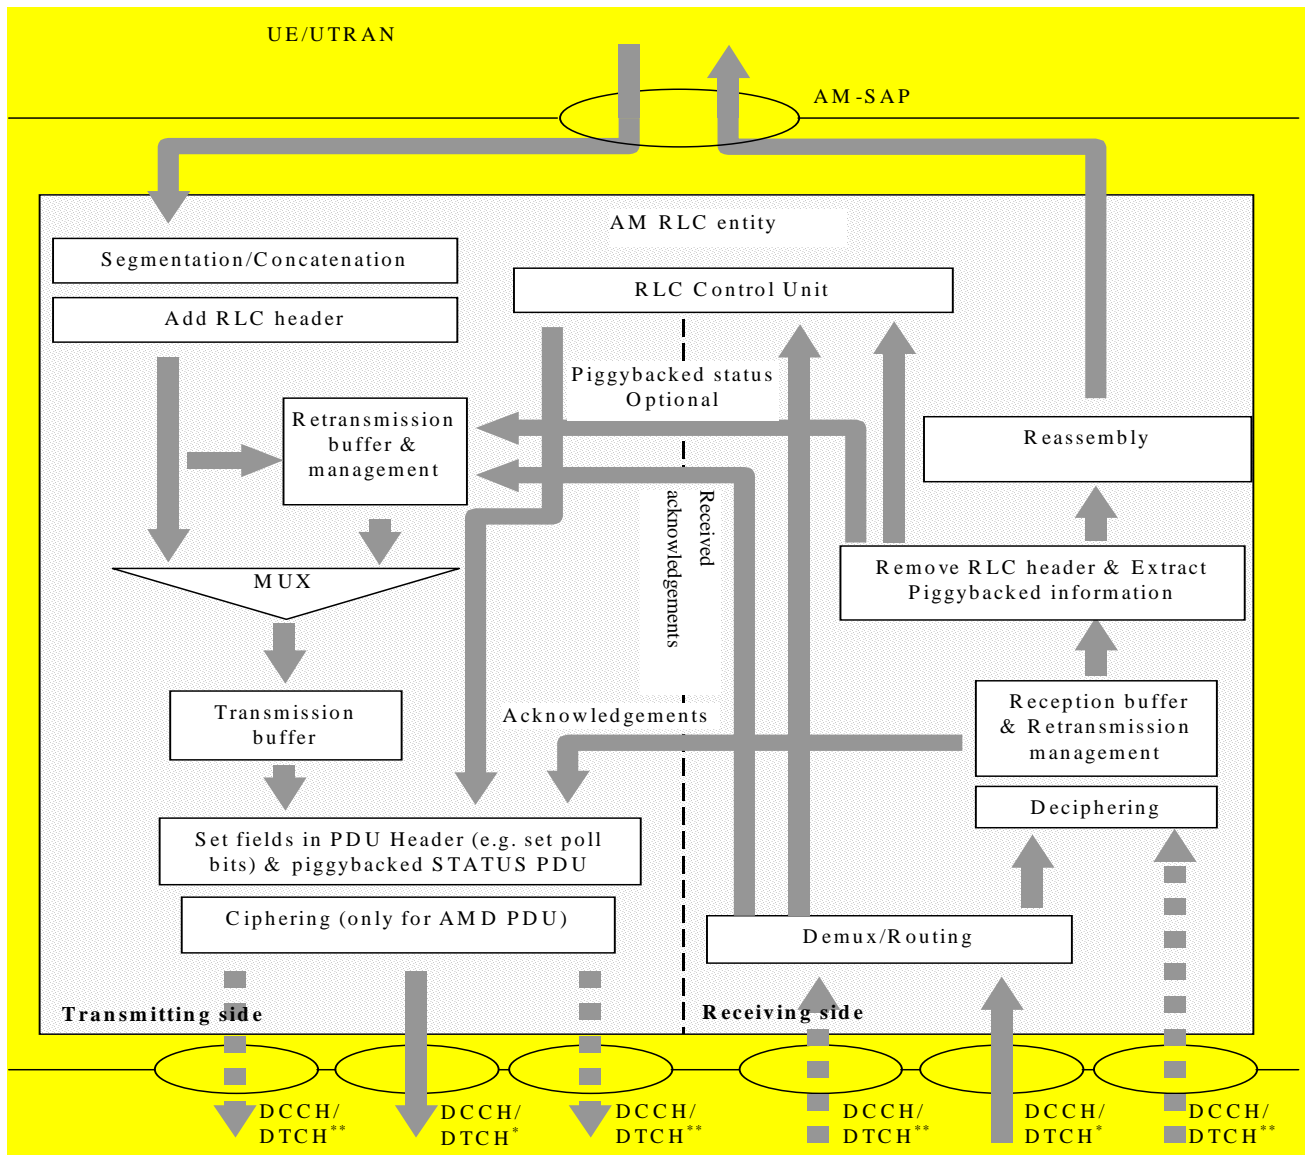 UE/UTRAN
AM-SAP
AM RLC entity
Segmentation/Concatenation
RLC Control Unit
Add RLC header
Piggybacked status
Optional
Retransmission
buffer &
management
Reassembly
Received
acknowledgements
MUX
Remove RLC header & Extract
Piggybacked information
Transmission
buffer
Acknowledgements
Reception buffer
& Retransmission
management
Deciphering
Set fields in PDU Header (e.g. set poll
bits) & piggybacked STATUS PDU
Ciphering (only for AMD PDU)
Demux/Routing
Transmitting side
Receiving side
DCCH/
DTCH**
DCCH/
DTCH*
DCCH/
DTCH**
DCCH/
DTCH**
DCCH/
DTCH*
DCCH/
DTCH**